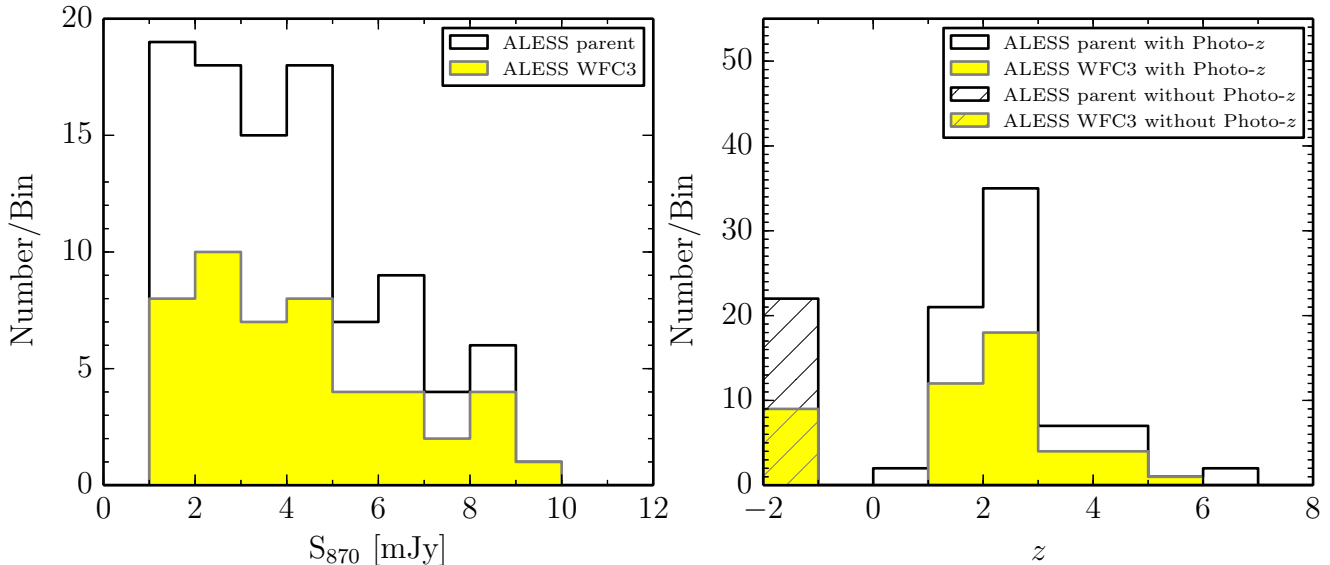 20
15
10
5
0
0
2
4
6
8
10
12
Number/Bin
S870 [mJy]
ALESS parent
ALESS WFC3
50
40
30
20
10
0
−2
0
2
4
6
8
Number/Bin
z
ALESS parent with Photo-z
ALESS WFC3 with Photo-z
ALESS parent without Photo-z
ALESS WFC3 without Photo-z